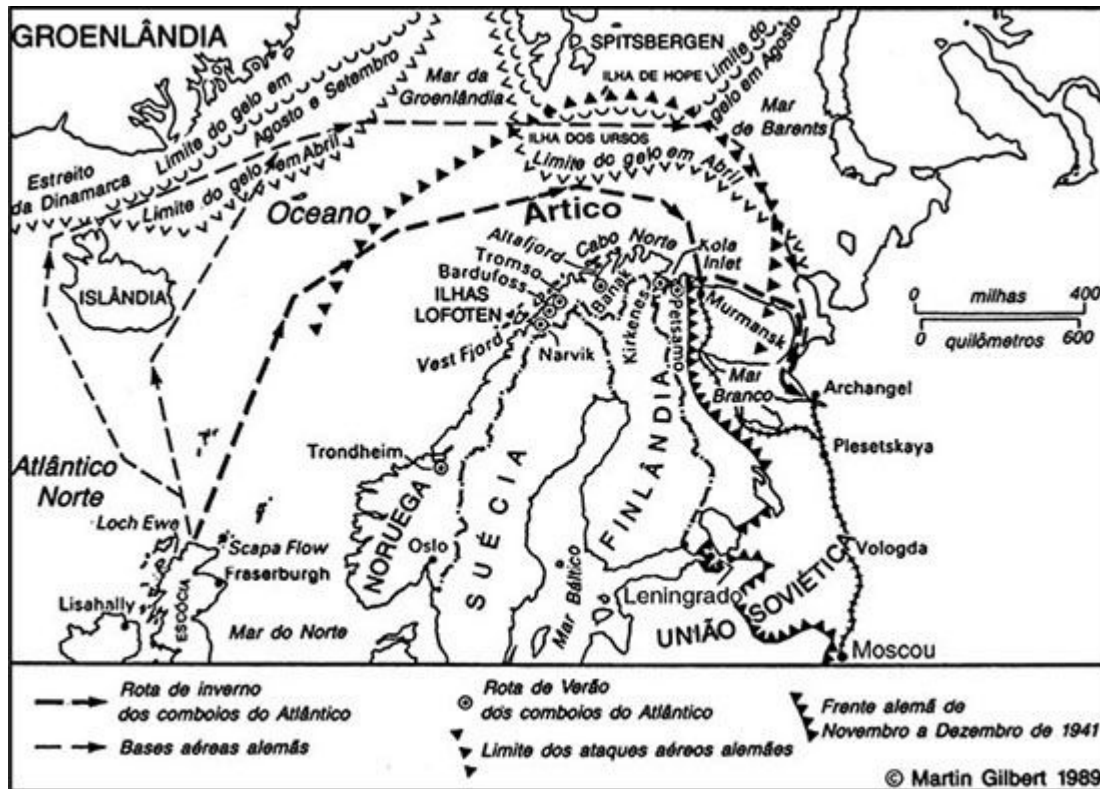 GROENLÂNDIA
SPITSBERGEN
Limite do gelo em
Agosto e Setembro
Mar da
Groenlândia
ILHA DE HOPE
Limite do
gelo em Agosto
Mar
de Barents
ILHA DOS URSOS
Estreito
da Dinamarca
Limite do gelo em Abril
Limite do gelo em Abril
Oceano
Ártico
ISLÂNDIA
Altafjord
Cabo Norte
Kola
Inlet
Tromso
Bardufoss
Banak
ILHAS
LOFOTEN
Kirkenes
Petsamo
Murmansk
0 milhas 400
0 quilômetros 600
Vest Fjord
Narvik
Mar
Branco
Archangel
Plesetskaya
Trondheim
Atlântico
Norte
NORUEGA
SUÉCIA
FINLÂNDIA
Loch Ewe
Scapa Flow
Fraserburgh
Oslo
Vologda
Lisahally
ESCÓCIA
Mar do Norte
Mar Báltico
Leningrado
UNIÃO SOVIÉTICA
Moscou
Rota de inverno
dos comboios do Atlântico
Bases aéreas alemãs
Rota de Verão
dos comboios do Atlântico
Limite dos ataques aéreos alemães
Frente alemã de
Novembro a Dezembro de 1941
© Martin Gilbert 1989